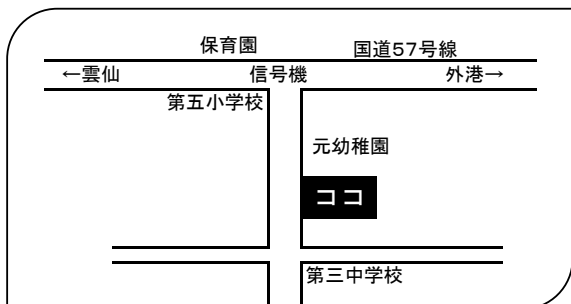 保育園
国道57号線
←雲仙
信号機
外港→
第五小学校
元幼稚園
ココ
第三中学校